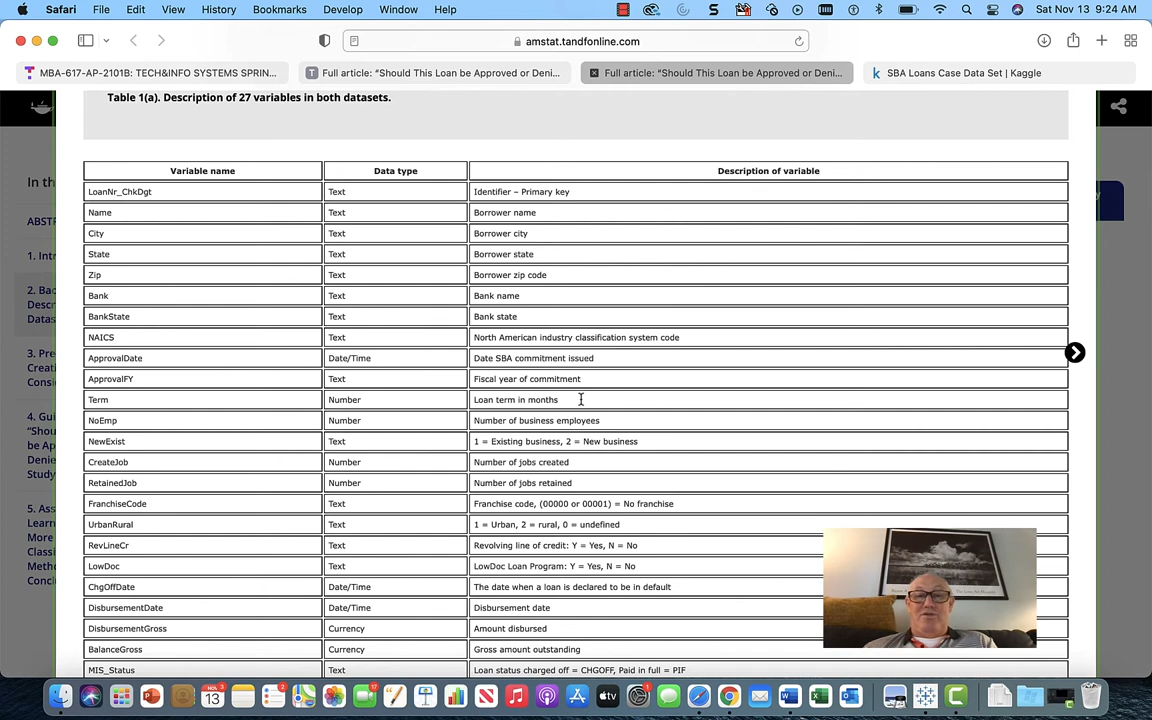 Safari File Edit View History Bookmarks Develop Window Help Sat Nov 13 9:24 AM
amstat.tandfonline.com
MBA-617-AP-2101B: TECH&INFO SYSTEMS SPRIN... Full article: “Should This Loan be Approved or Deni... Full article: “Should This Loan be Approved or Deni... SBA Loans Case Data Set | Kaggle
Table 1(a). Description of 27 variables in both datasets.
Variable name Data type Description of variable
LoanNr_ChkDgt Text Identifier – Primary key
Name Text Borrower name
City Text Borrower city
State Text Borrower state
Zip Text Borrower zip code
Bank Text Bank name
BankState Text Bank state
NAICS Text North American industry classification system code
ApprovalDate Date/Time Date SBA commitment issued
ApprovalFY Text Fiscal year of commitment
Term Number Loan term in months
NoEmp Number Number of business employees
NewExist Text 1 = Existing business, 2 = New business
CreateJob Number Number of jobs created
RetainedJob Number Number of jobs retained
FranchiseCode Text Franchise code, (00000 or 00001) = No franchise
UrbanRural Text 1 = Urban, 2 = rural, 0 = undefined
RevLineCr Text Revolving line of credit: Y = Yes, N = No
LowDoc Text LowDoc Loan Program: Y = Yes, N = No
ChgOffDate Date/Time The date when a loan is declared to be in default
DisbursementDate Date/Time Disbursement date
DisbursementGross Currency Amount disbursed
BalanceGross Currency Gross amount outstanding
MIS_Status Text Loan status charged off = CHGOFF, Paid in full = PIF
In th
ABST
1. Intr
2. Bac
Descr
Datas
3. Pre
Creati
Consi
4. Gui
“Shou
be Ap
Denie
Study
5. Ass
Learn
More
Classi
Metho
Conclu